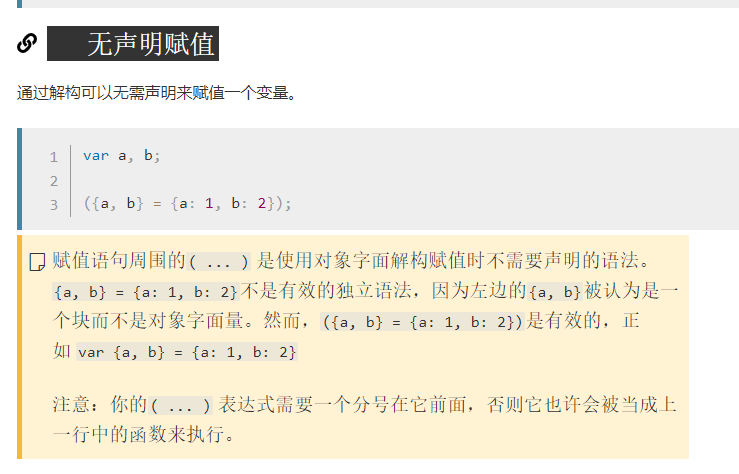 无声明赋值
通过解构可以无需声明来赋值一个变量。
1 var a, b;
2
3 ({a, b} = {a: 1, b: 2});
赋值语句周围的( ... ) 是使用对象字面解构赋值时不需要声明的语法。
{a, b} = {a: 1, b: 2}不是有效的独立语法，因为左边的{a, b}被认为是一
个块而不是对象字面量。然而，({a, b} = {a: 1, b: 2})是有效的，正
如 var {a, b} = {a: 1, b: 2}
注意：你的( ... ) 表达式需要一个分号在它前面，否则它也许会被当成上
一行中的函数来执行。